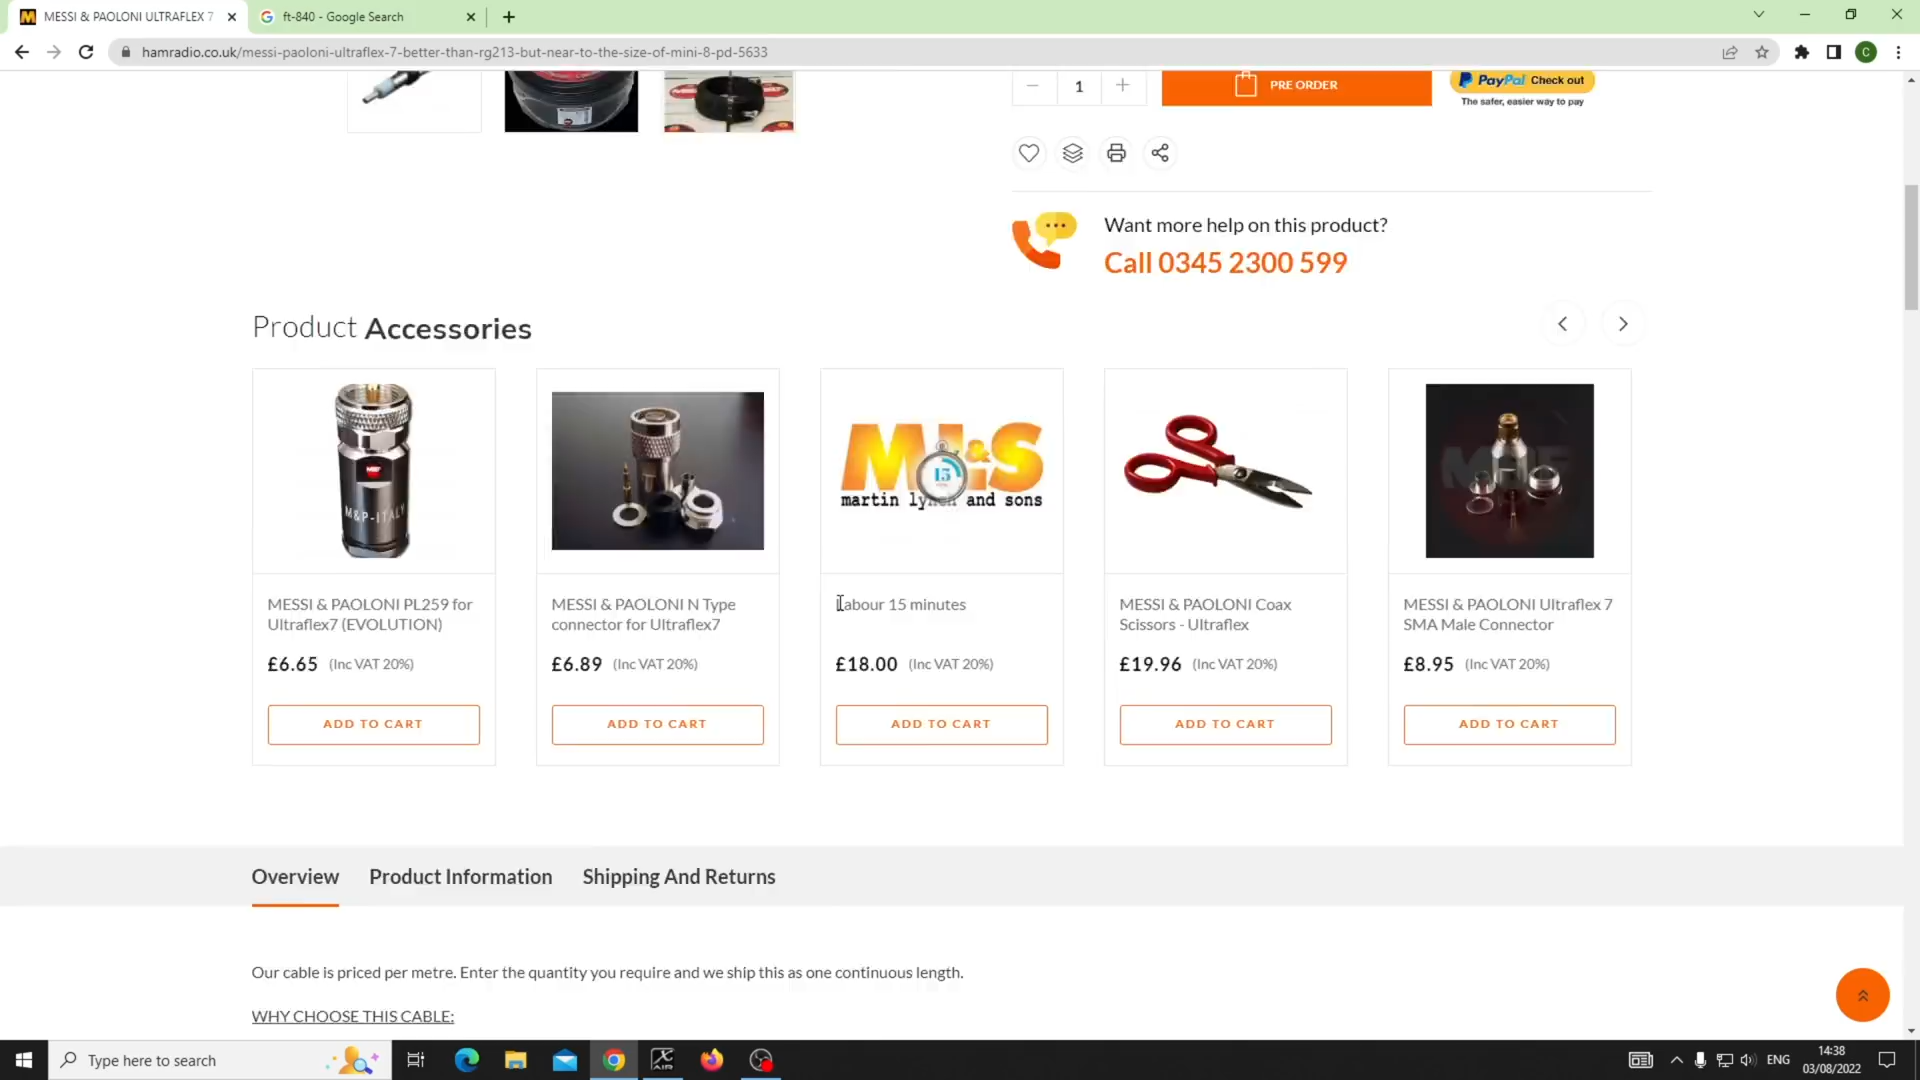 MESSI & PAOLONI ULTRAFLEX 7
ft-840 - Google Search
hamradio.co.uk/messi-paoloni-ultraflex-7-better-than-rg213-but-near-to-the-size-of-mini-8-pd-5633
C
1
PRE ORDER
PayPal Check out
The safer, easier way to pay
Want more help on this product?
Call 0345 2300 599
Product Accessories
M&P-ITALY
ML&S
15
martin lynch and sons
MESSI & PAOLONI PL259 for
Ultraflex7 (EVOLUTION)
£6.65 (Inc VAT 20%)
ADD TO CART
MESSI & PAOLONI N Type
connector for Ultraflex7
£6.89 (Inc VAT 20%)
ADD TO CART
Labour 15 minutes
£18.00 (Inc VAT 20%)
ADD TO CART
MESSI & PAOLONI Coax
Scissors - Ultraflex
£19.96 (Inc VAT 20%)
ADD TO CART
MESSI & PAOLONI Ultraflex 7
SMA Male Connector
£8.95 (Inc VAT 20%)
ADD TO CART
Overview
Product Information
Shipping And Returns
Our cable is priced per metre. Enter the quantity you require and we ship this as one continuous length.
WHY CHOOSE THIS CABLE:
Type here to search
X
AIR
ENG
14:38
03/08/2022